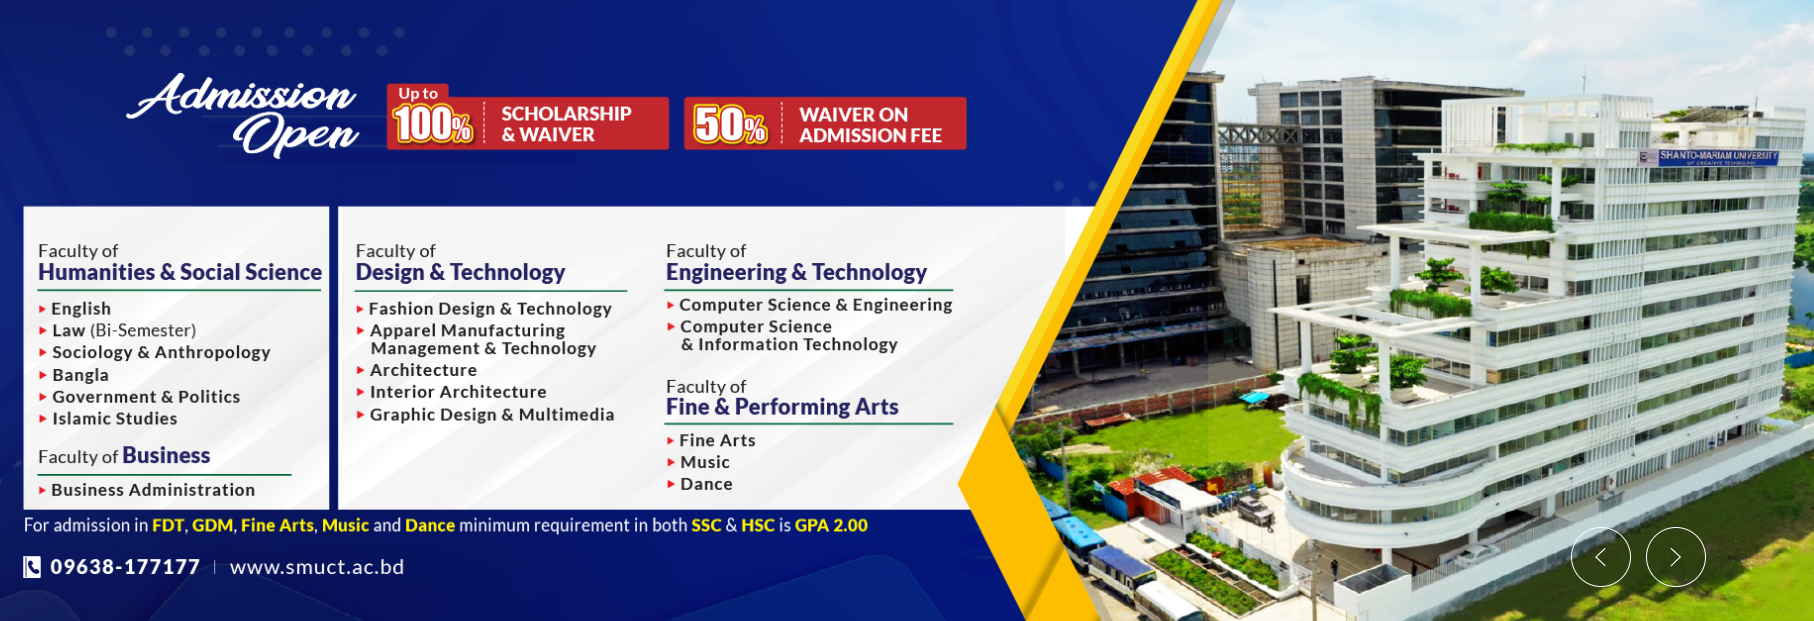 Admission
Open
Up to
100%
SCHOLARSHIP
& WAIVER
50%
WAIVER ON
ADMISSION FEE
Faculty of
Humanities & Social Science
English
Law (Bi-Semester)
Sociology & Anthropology
Bangla
Government & Politics
Islamic Studies
Faculty of Business
Business Administration
Faculty of
Design & Technology
Fashion Design & Technology
Apparel Manufacturing
Management & Technology
Architecture
Interior Architecture
Graphic Design & Multimedia
Faculty of
Engineering & Technology
Computer Science & Engineering
Computer Science
& Information Technology
Faculty of
Fine & Performing Arts
Fine Arts
Music
Dance
For admission in FDT, GDM, Fine Arts, Music and Dance minimum requirement in both SSC & HSC is GPA 2.00
09638-177177 | www.smuct.ac.bd
SHANTO-MARIAM UNIVERSITY
OF CREATIVE TECHNOLOGY